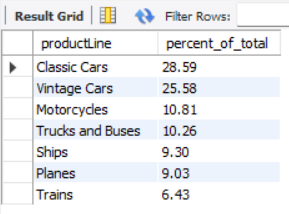 Result Grid Filter Rows:
productLine percent_of_total
Classic Cars 28.59
Vintage Cars 25.58
Motorcycles 10.81
Trucks and Buses 10.26
Ships 9.30
Planes 9.03
Trains 6.43